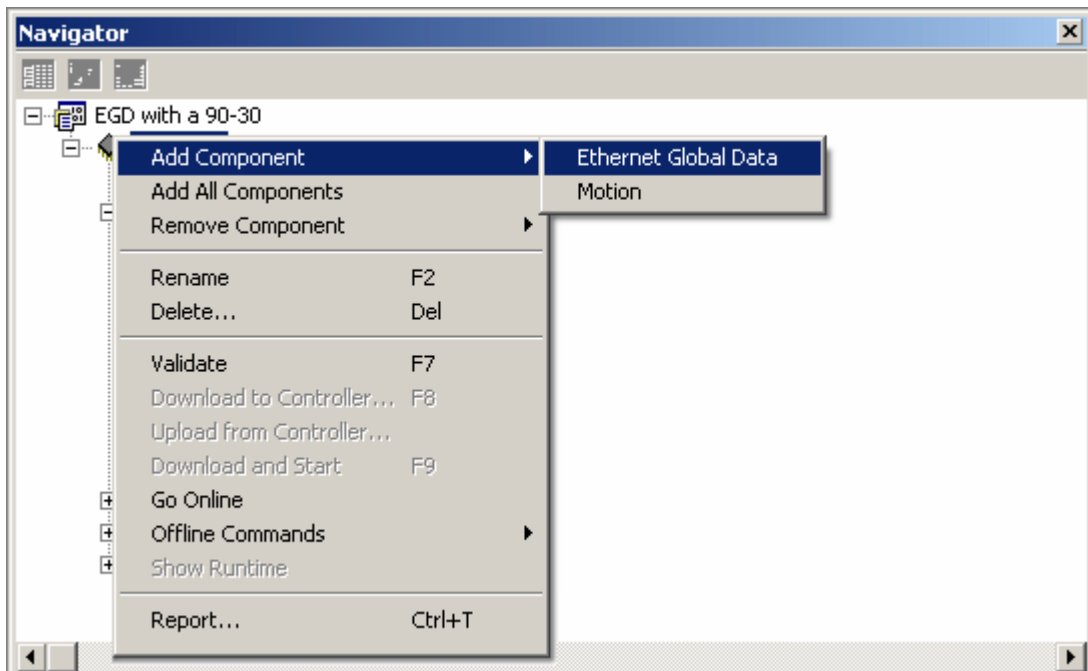 Navigator
EGD with a 90-30
Add Component Ethernet Global Data
Add All Components Motion
Remove Component
Rename F2
Delete... Del
Validate F7
Download to Controller... F8
Upload from Controller...
Download and Start F9
Go Online
Offline Commands
Show Runtime
Report... Ctrl+T